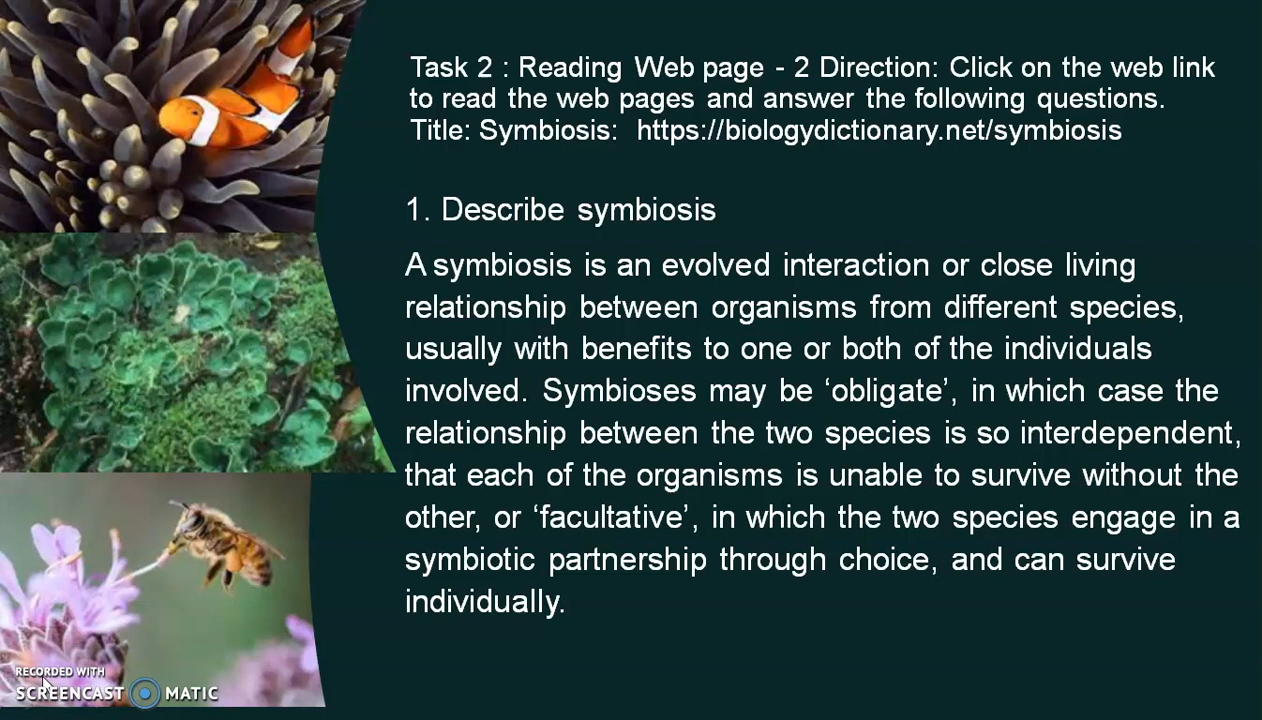 Task 2 : Reading Web page - 2 Direction: Click on the web link
to read the web pages and answer the following questions.
Title: Symbiosis: https://biologydictionary.net/symbiosis
1. Describe symbiosis
A symbiosis is an evolved interaction or close living
relationship between organisms from different species,
usually with benefits to one or both of the individuals
involved. Symbioses may be ‘obligate’, in which case the
relationship between the two species is so interdependent,
that each of the organisms is unable to survive without the
other, or ‘facultative’, in which the two species engage in a
symbiotic partnership through choice, and can survive
individually.
RECORDED WITH
SCREENCAST MATIC